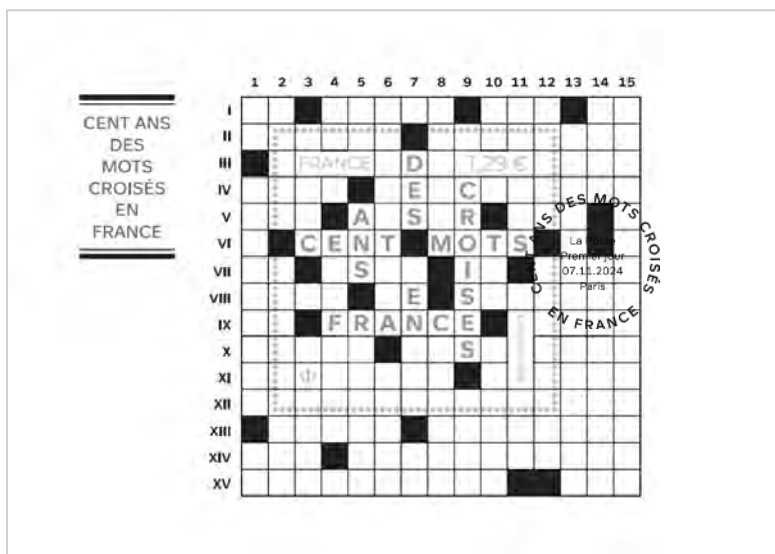 CENT ANS
DES
MOTS
CROISÉS
EN
FRANCE
1 2 3 4 5 6 7 8 9 10 11 12 13 14 15
I
II
III
FRANCE D 1,29 €
IV
E C
V
A S R
VI
CENT MOTS
VII
S I
VIII
E S
IX
FRANCE E
X
S
XI
XII
XIII
XIV
XV
CENT ANS DES MOTS CROISÉS
La Poste
Premier jour
07.11.2024
Paris
EN FRANCE